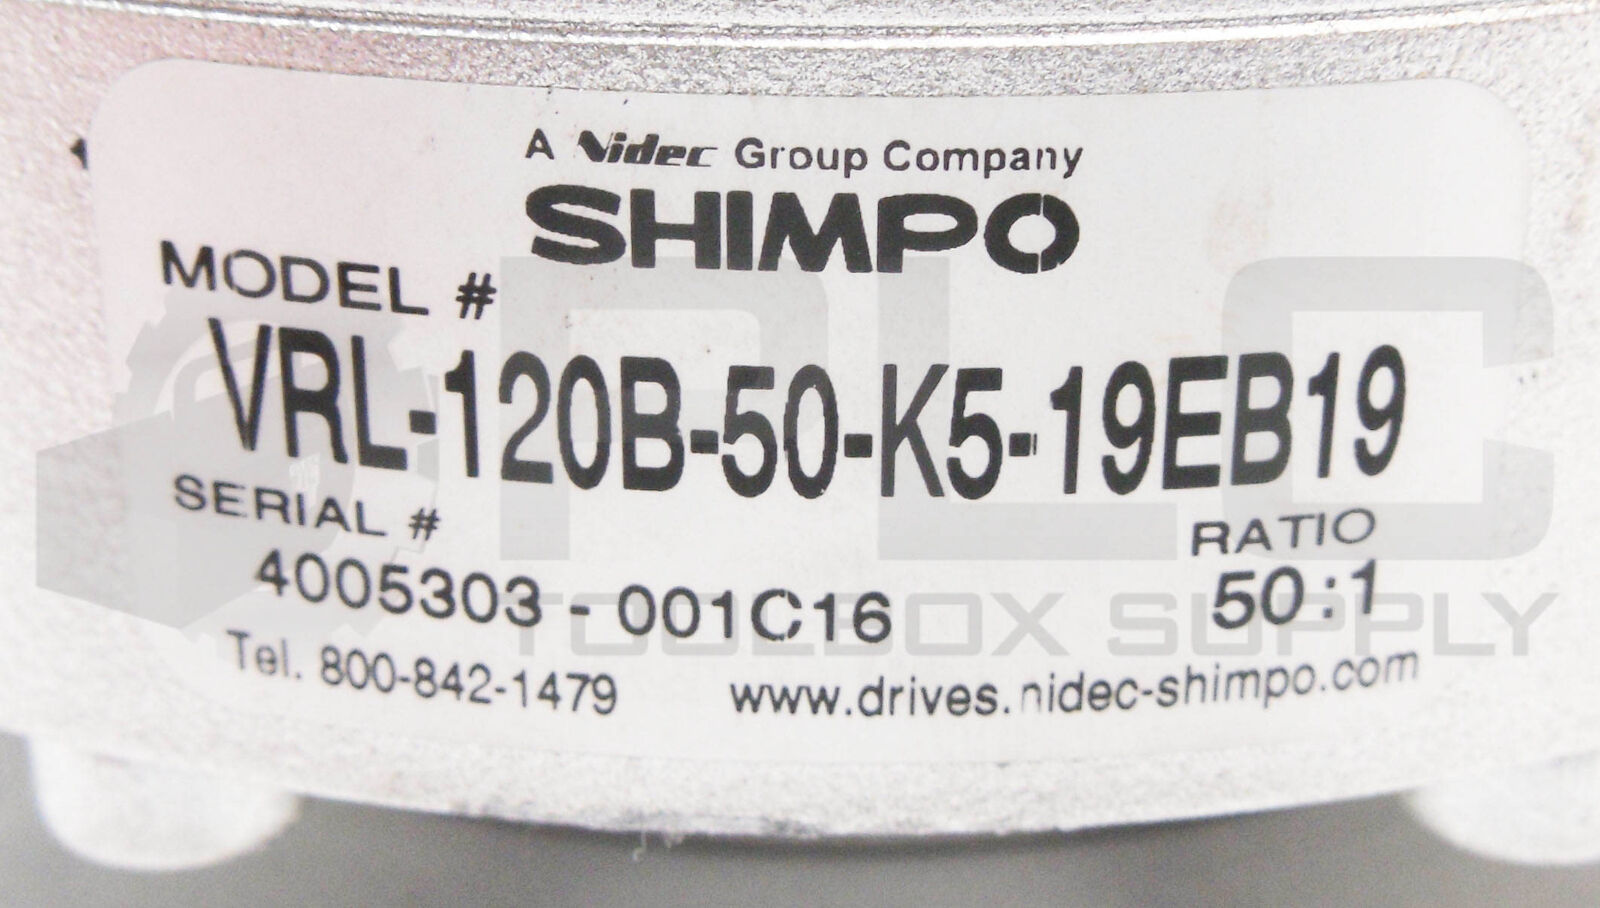 A Nidec Group Company
SHIMPO
MODEL #
VRL-120B-50-K5-19EB19
SERIAL #
4005303 - 001C16
RATIO
50:1
Tel. 800-842-1479
www.drives.nidec-shimpo.com
PLC
TOOLBOX SUPPLY